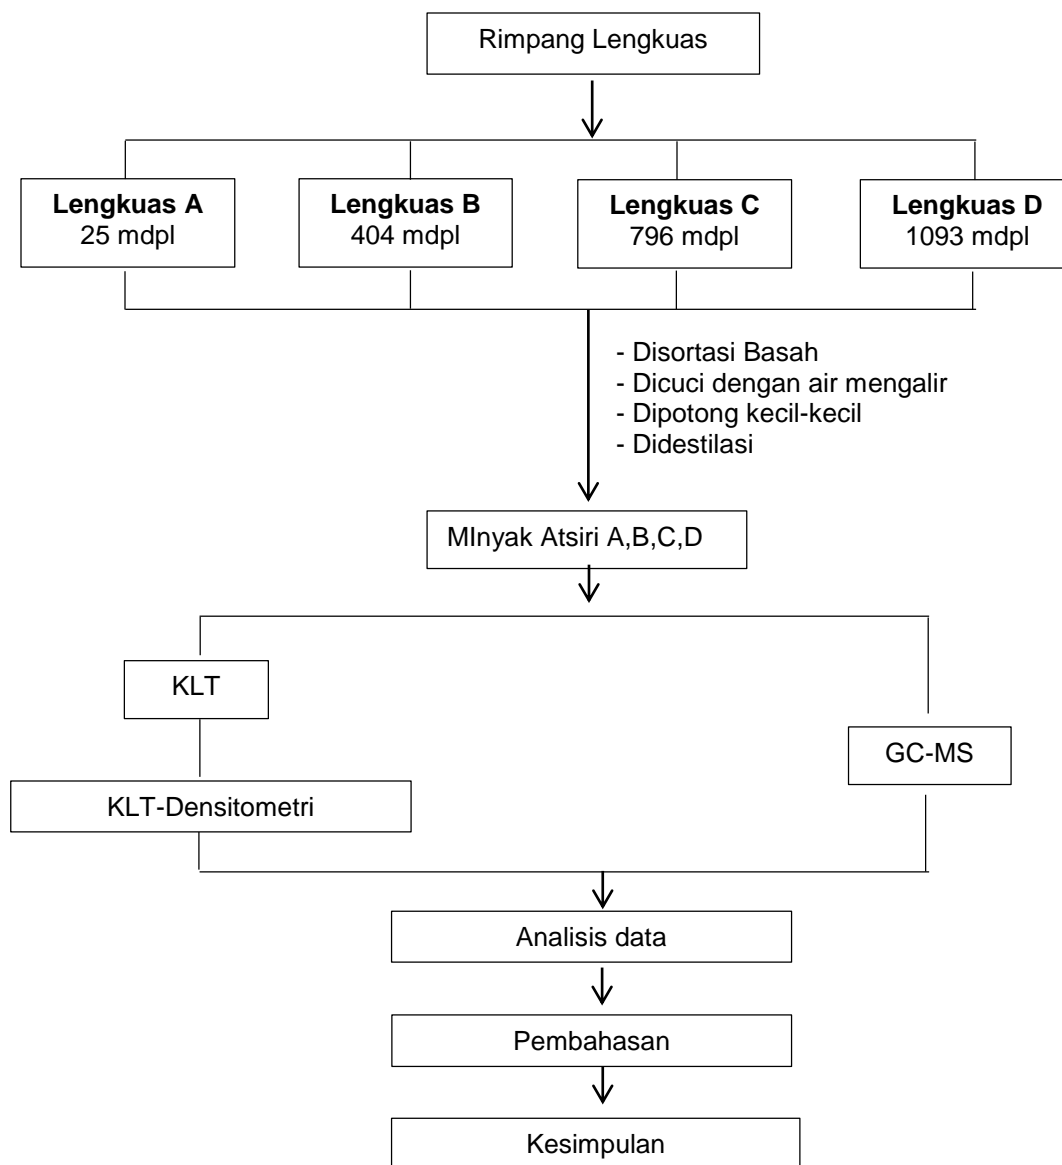 Rimpang Lengkuas
Lengkuas A
25 mdpl
Lengkuas B
404 mdpl
Lengkuas C
796 mdpl
Lengkuas D
1093 mdpl
- Disortasi Basah
- Dicuci dengan air mengalir
- Dipotong kecil-kecil
- Didestilasi
MInyak Atsiri A,B,C,D
KLT
GC-MS
KLT-Densitometri
Analisis data
Pembahasan
Kesimpulan